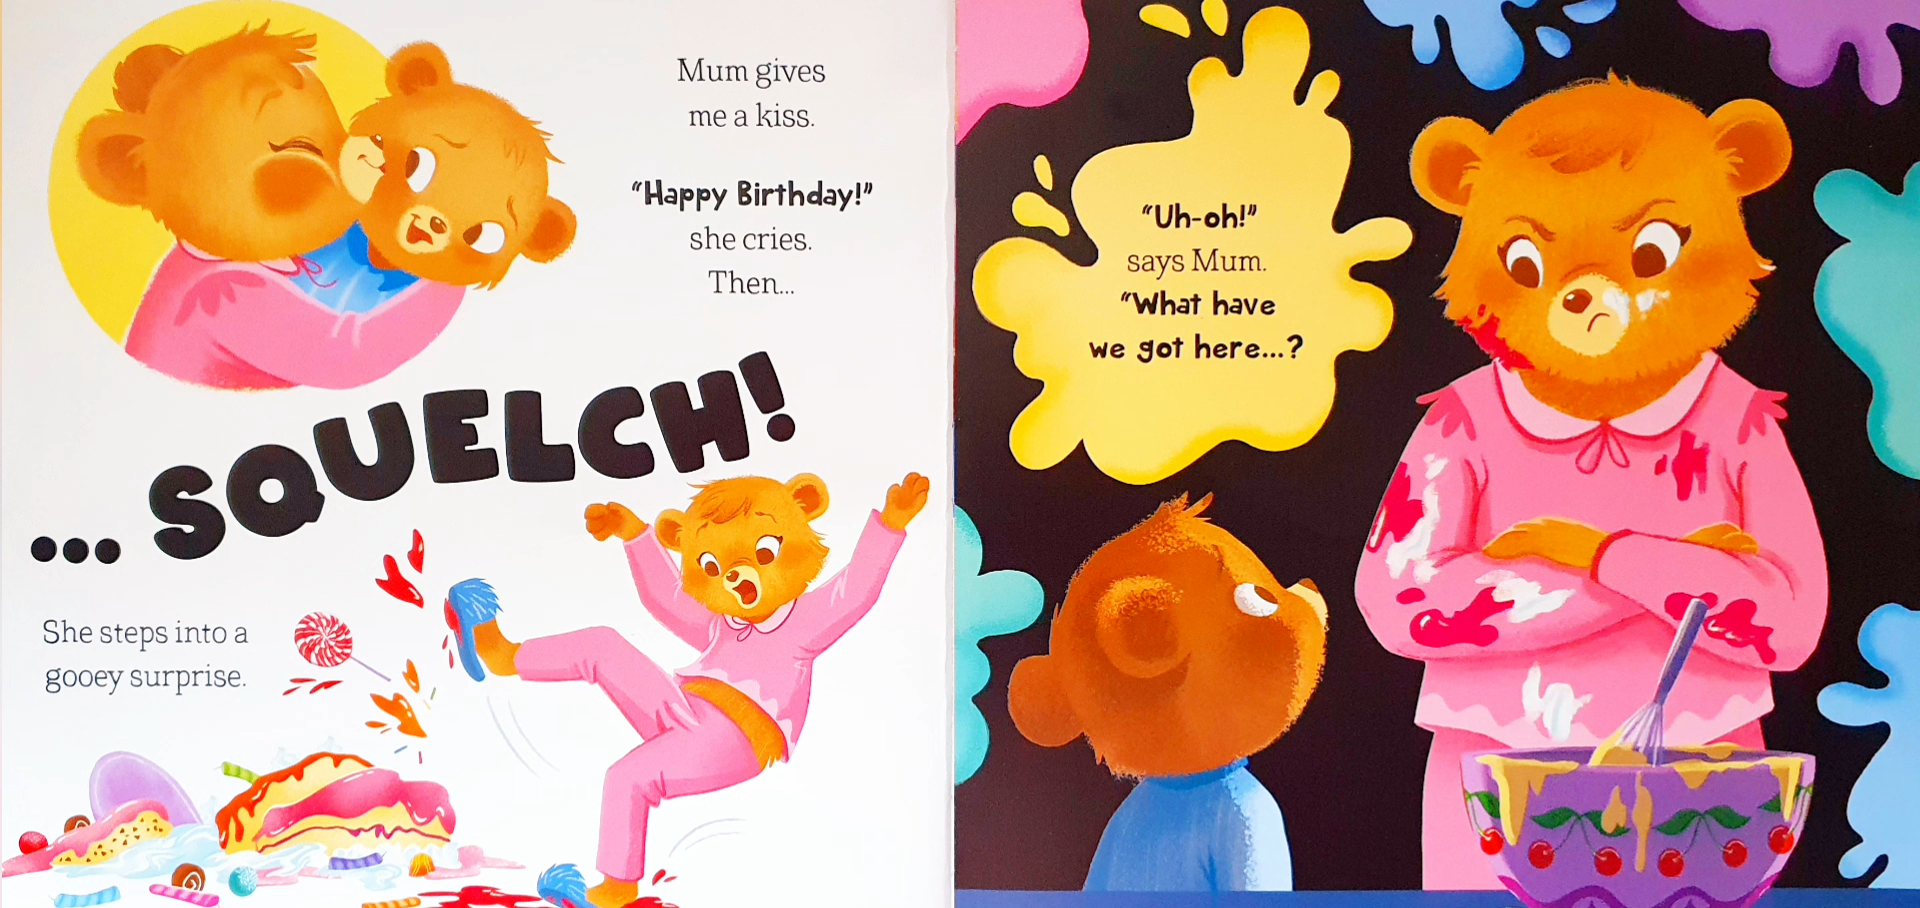 Mum gives
me a kiss.
“Happy Birthday!”
she cries.
Then...
... SQUELCH!
She steps into a
gooey surprise.
“Uh-oh!”
says Mum.
“What have
we got here...?